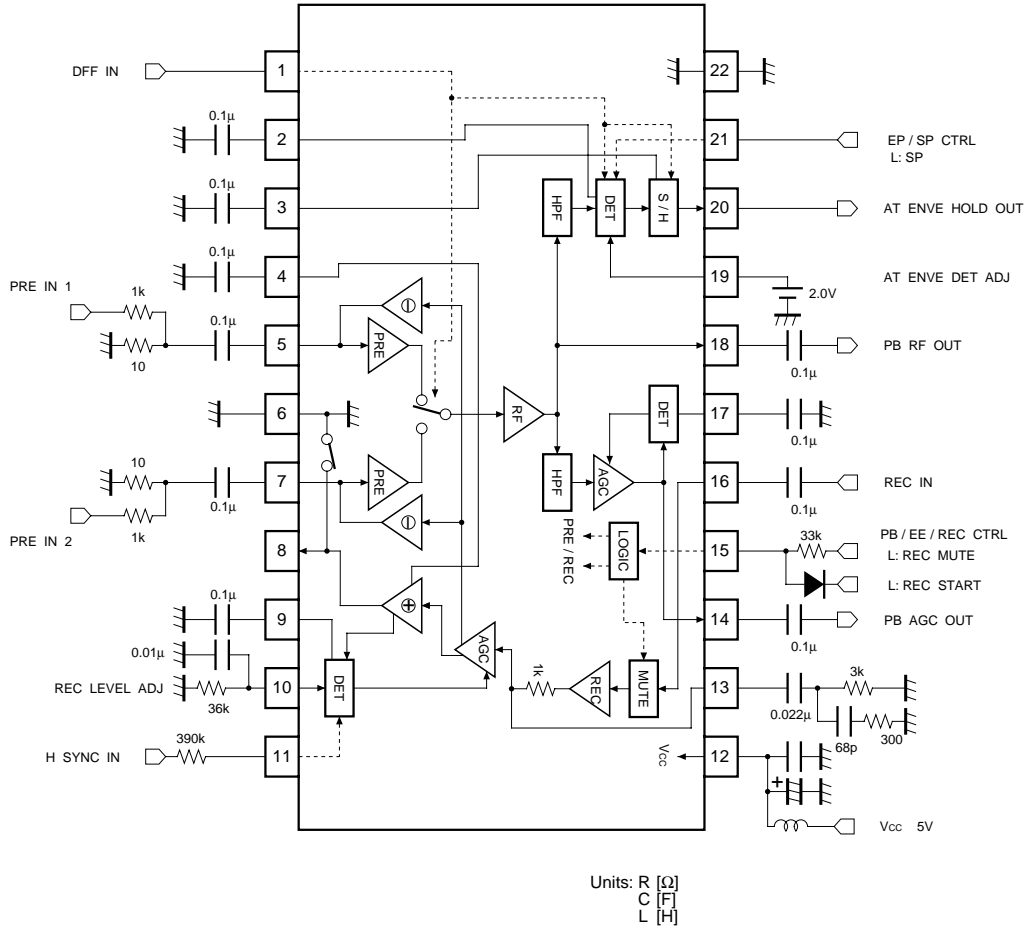 DFF IN
1
22
0.1μ
2
21
EP / SP CTRL
L: SP
0.1μ
3
HPF
DET
S / H
20
AT ENVE HOLD OUT
0.1μ
4
19
AT ENVE DET ADJ
2.0V
PRE IN 1
1k
10
0.1μ
5
PRE
18
0.1μ
PB RF OUT
6
RF
DET
17
0.1μ
10
1k
PRE IN 2
0.1μ
7
PRE
HPF
AGC
16
REC IN
8
PRE / REC
LOGIC
15
33k
PB / EE / REC CTRL
L: REC MUTE
L: REC START
0.1μ
9
14
0.1μ
PB AGC OUT
0.01μ
REC LEVEL ADJ
36k
10
DET
AGC
1k
REC
MUTE
13
0.022μ
3k
68p
300
H SYNC IN
390k
11
Vcc
12
+
Vcc 5V
Units: R [Ω]
C [F]
L [H]